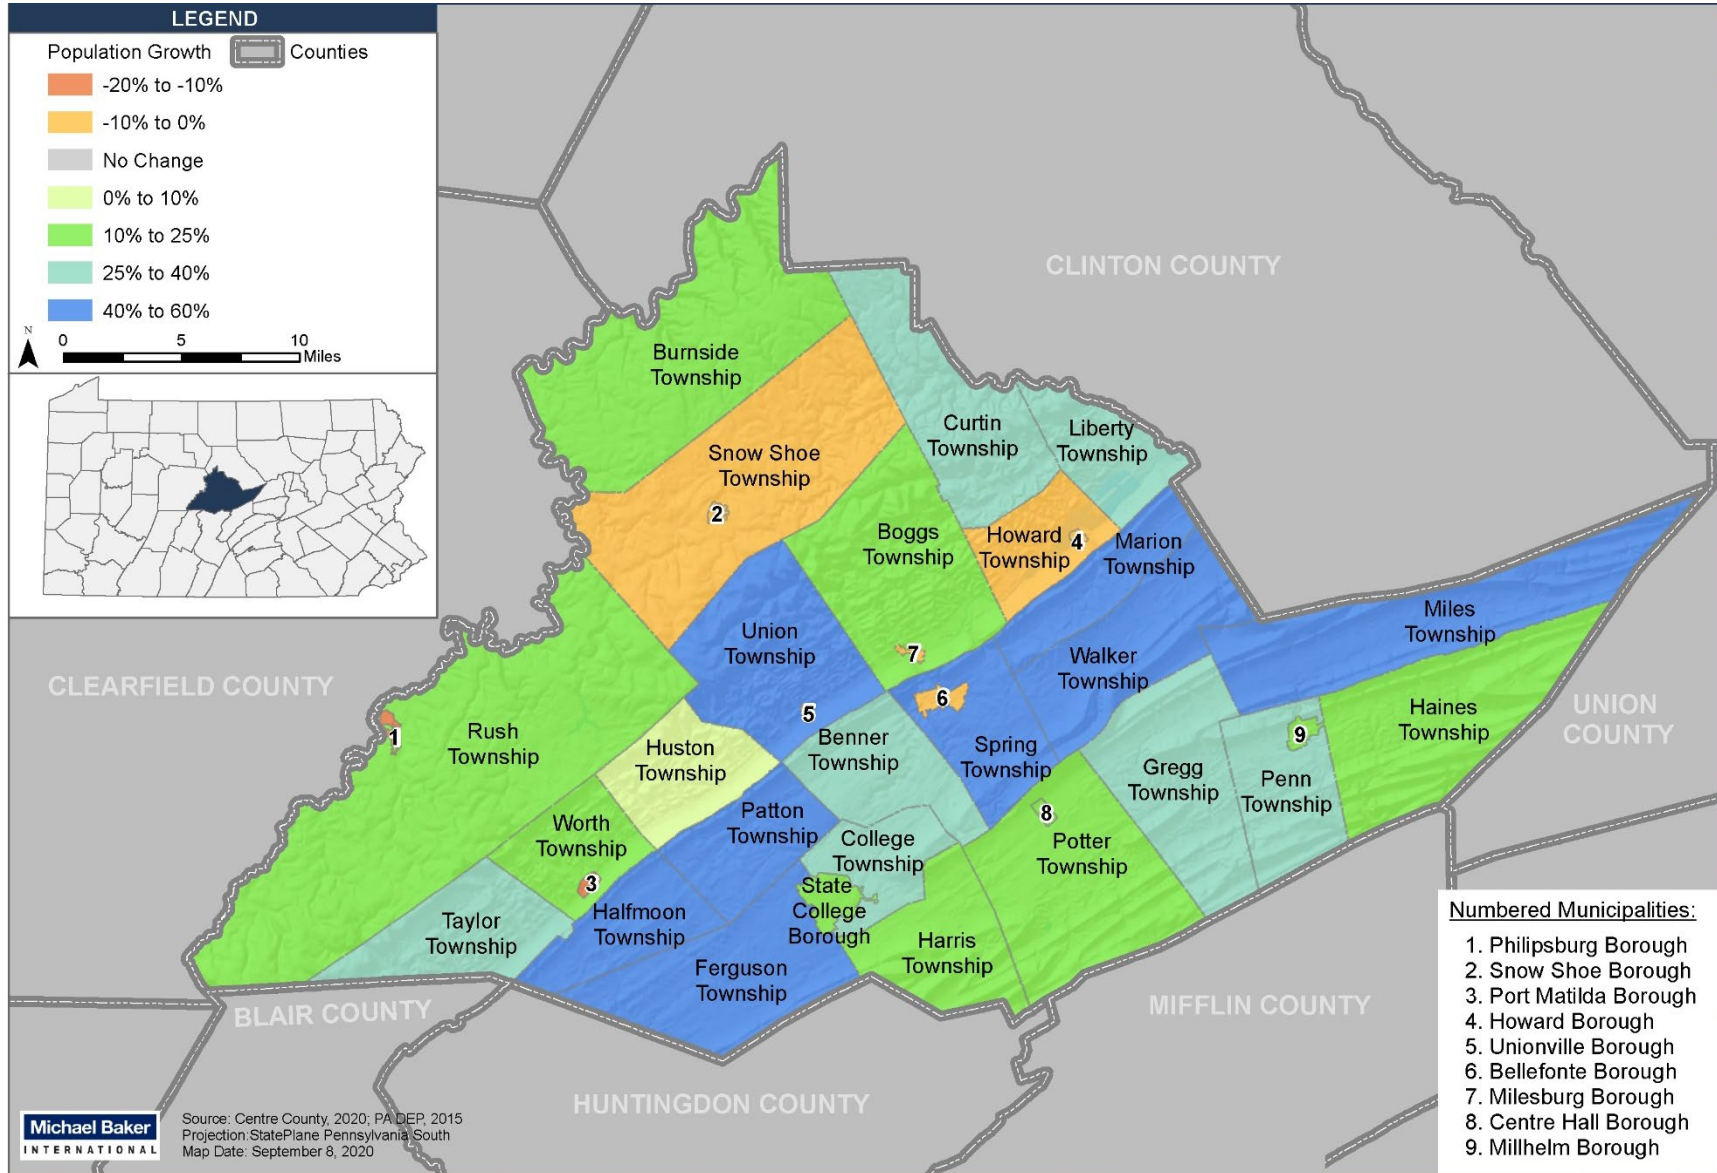 LEGEND
Population Growth
Counties
-20% to -10%
-10% to 0%
No Change
0% to 10%
10% to 25%
25% to 40%
40% to 60%
N
0 5 10
Miles
CLINTON COUNTY
Burnside
Township
Snow Shoe
Township
2
Curtin
Township
Liberty
Township
Boggs
Township
Howard
Township
4
Marion
Township
Miles
Township
Union
Township
7
Walker
Township
CLEARFIELD COUNTY
6
5
1
Rush
Township
Huston
Township
Benner
Township
Spring
Township
Haines
Township
UNION
COUNTY
9
Gregg
Township
Penn
Township
Patton
Township
Worth
Township
8
College
Township
Potter
Township
3
State
College
Borough
Taylor
Township
Halfmoon
Township
Harris
Township
Ferguson
Township
BLAIR COUNTY
MIFFLIN COUNTY
HUNTINGDON COUNTY
Numbered Municipalities:
1. Philipsburg Borough
2. Snow Shoe Borough
3. Port Matilda Borough
4. Howard Borough
5. Unionville Borough
6. Bellefonte Borough
7. Milesburg Borough
8. Centre Hall Borough
9. Millhelm Borough
Michael Baker
INTERNATIONAL
Source: Centre County, 2020; PA DEP, 2015
Projection:StatePlane Pennsylvania South
Map Date: September 8, 2020